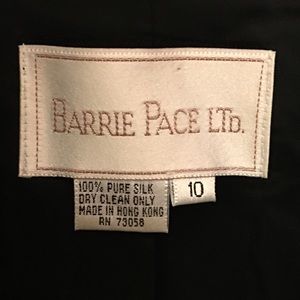 BARRIE PACE LTD.
100% PURE SILK
DRY CLEAN ONLY
MADE IN HONG KONG
RN 73058
10